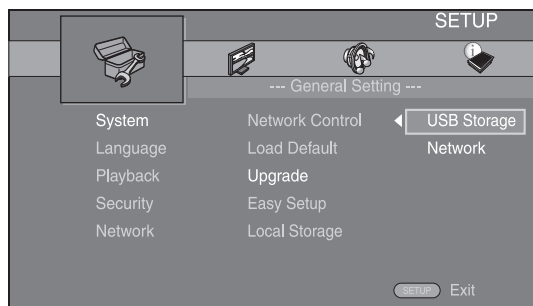 SETUP
--- General Setting ---
System Network Control USB Storage
Language Load Default Network
Playback Upgrade
Security Easy Setup
Network Local Storage
SETUP Exit